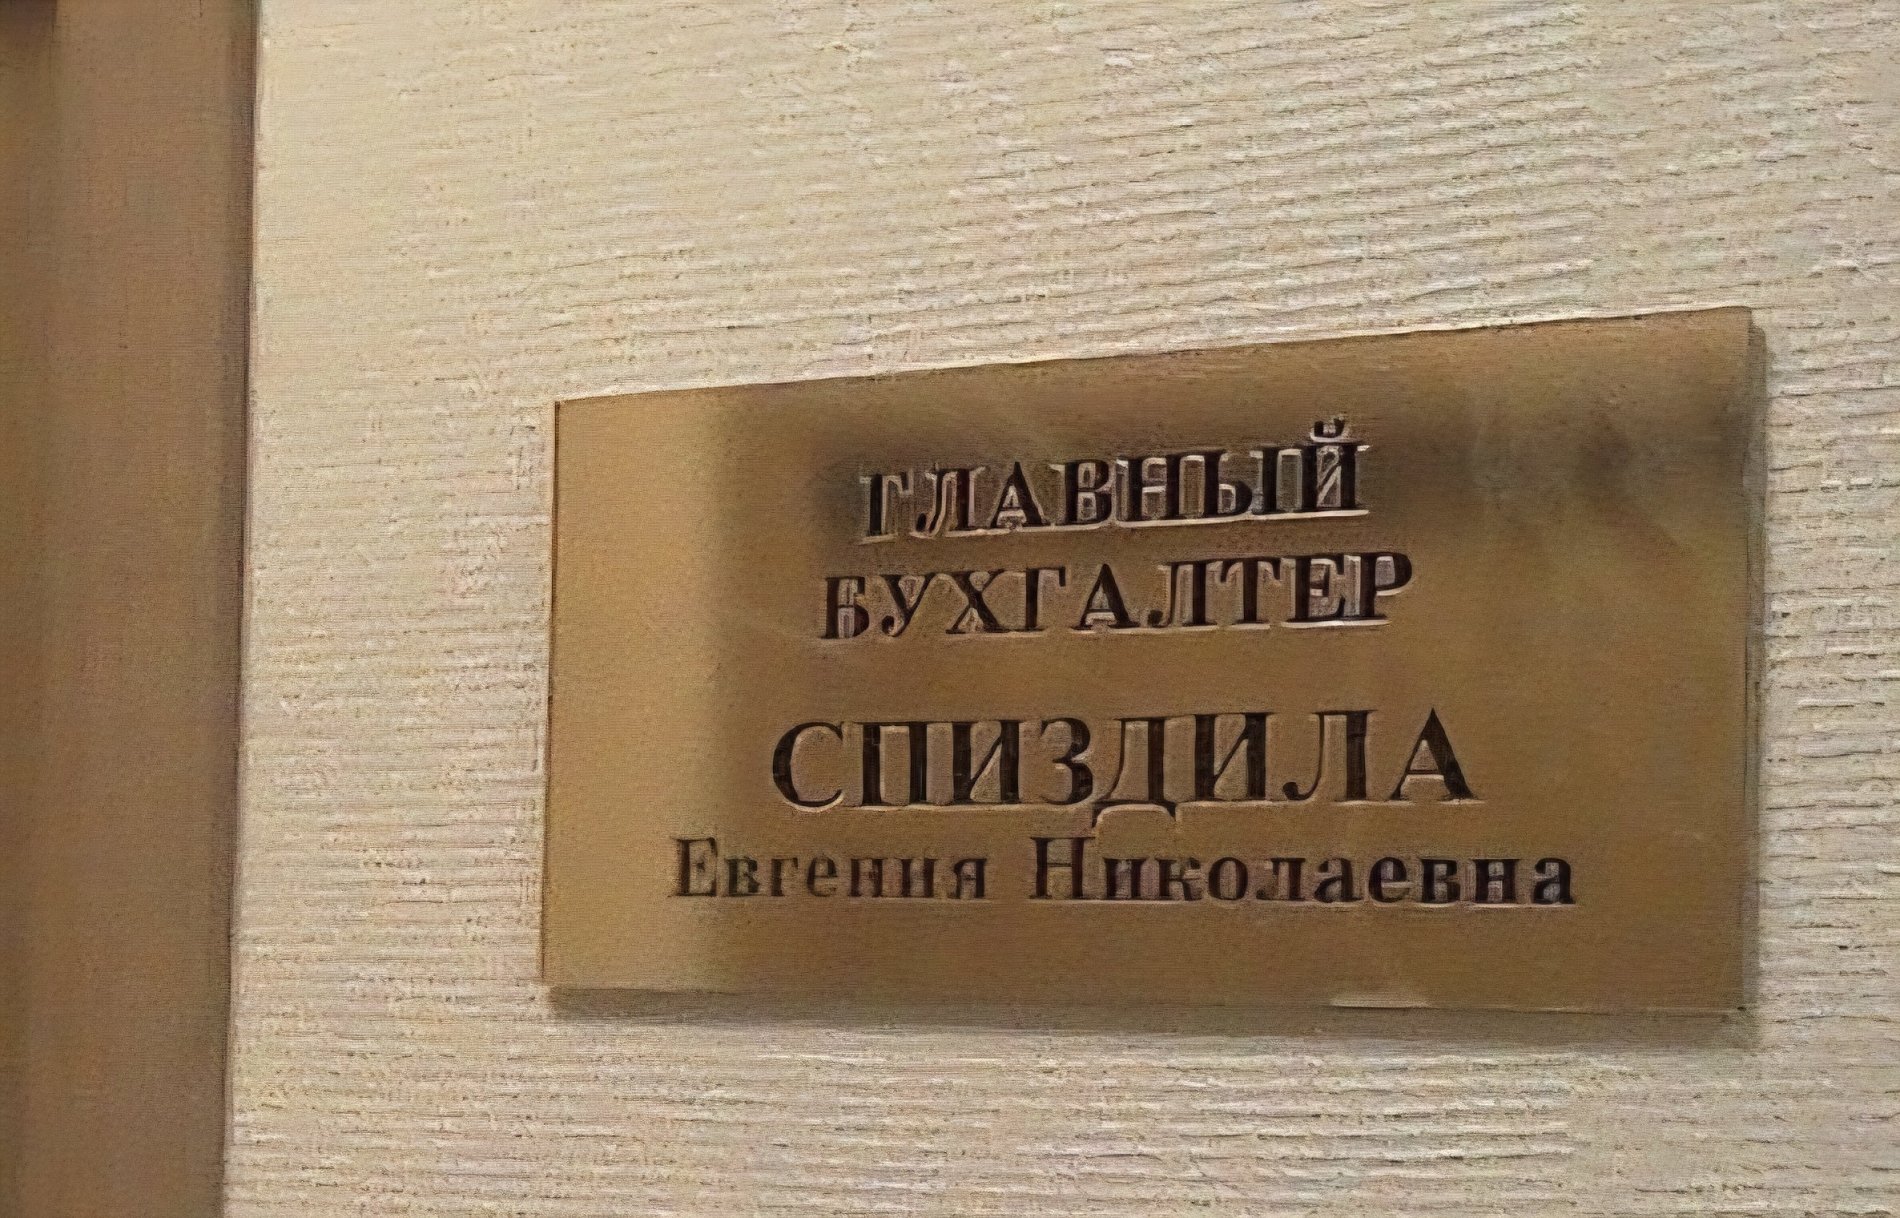 ГЛАВНЫЙ
БУХГАЛТЕР
СПИЗДИЛА
Евгения Николаевна